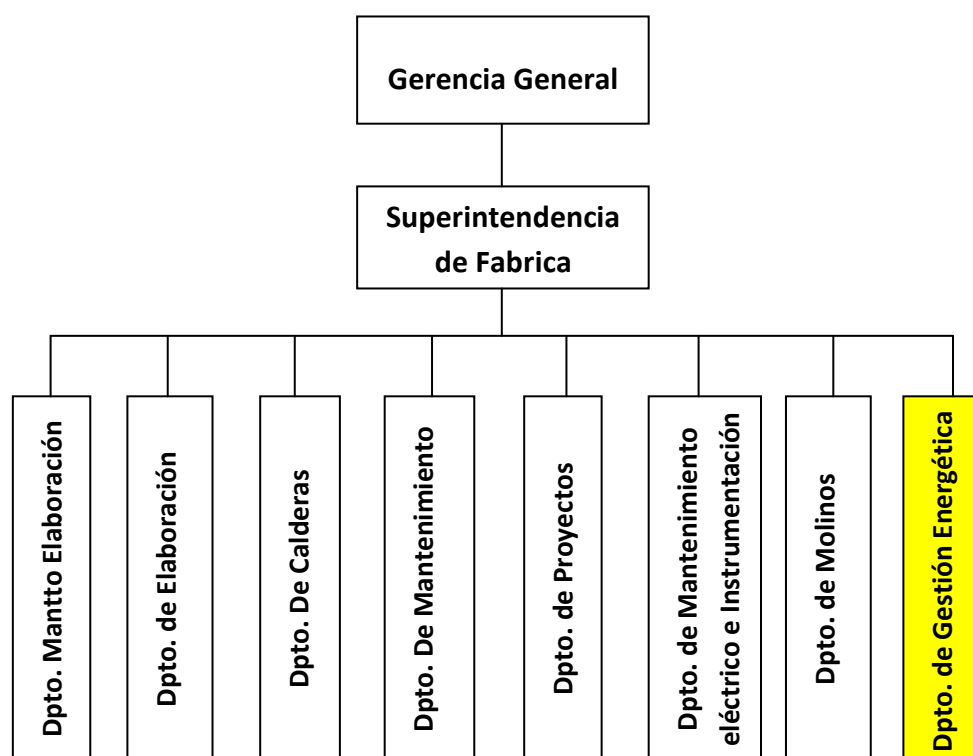 Gerencia General
Superintendencia
de Fabrica
Dpto. Mantto Elaboración
Dpto. de Elaboración
Dpto. De Calderas
Dpto. De Mantenimiento
Dpto. de Proyectos
Dpto. de Mantenimiento
eléctrico e Instrumentación
Dpto. de Molinos
Dpto. de Gestión Energética